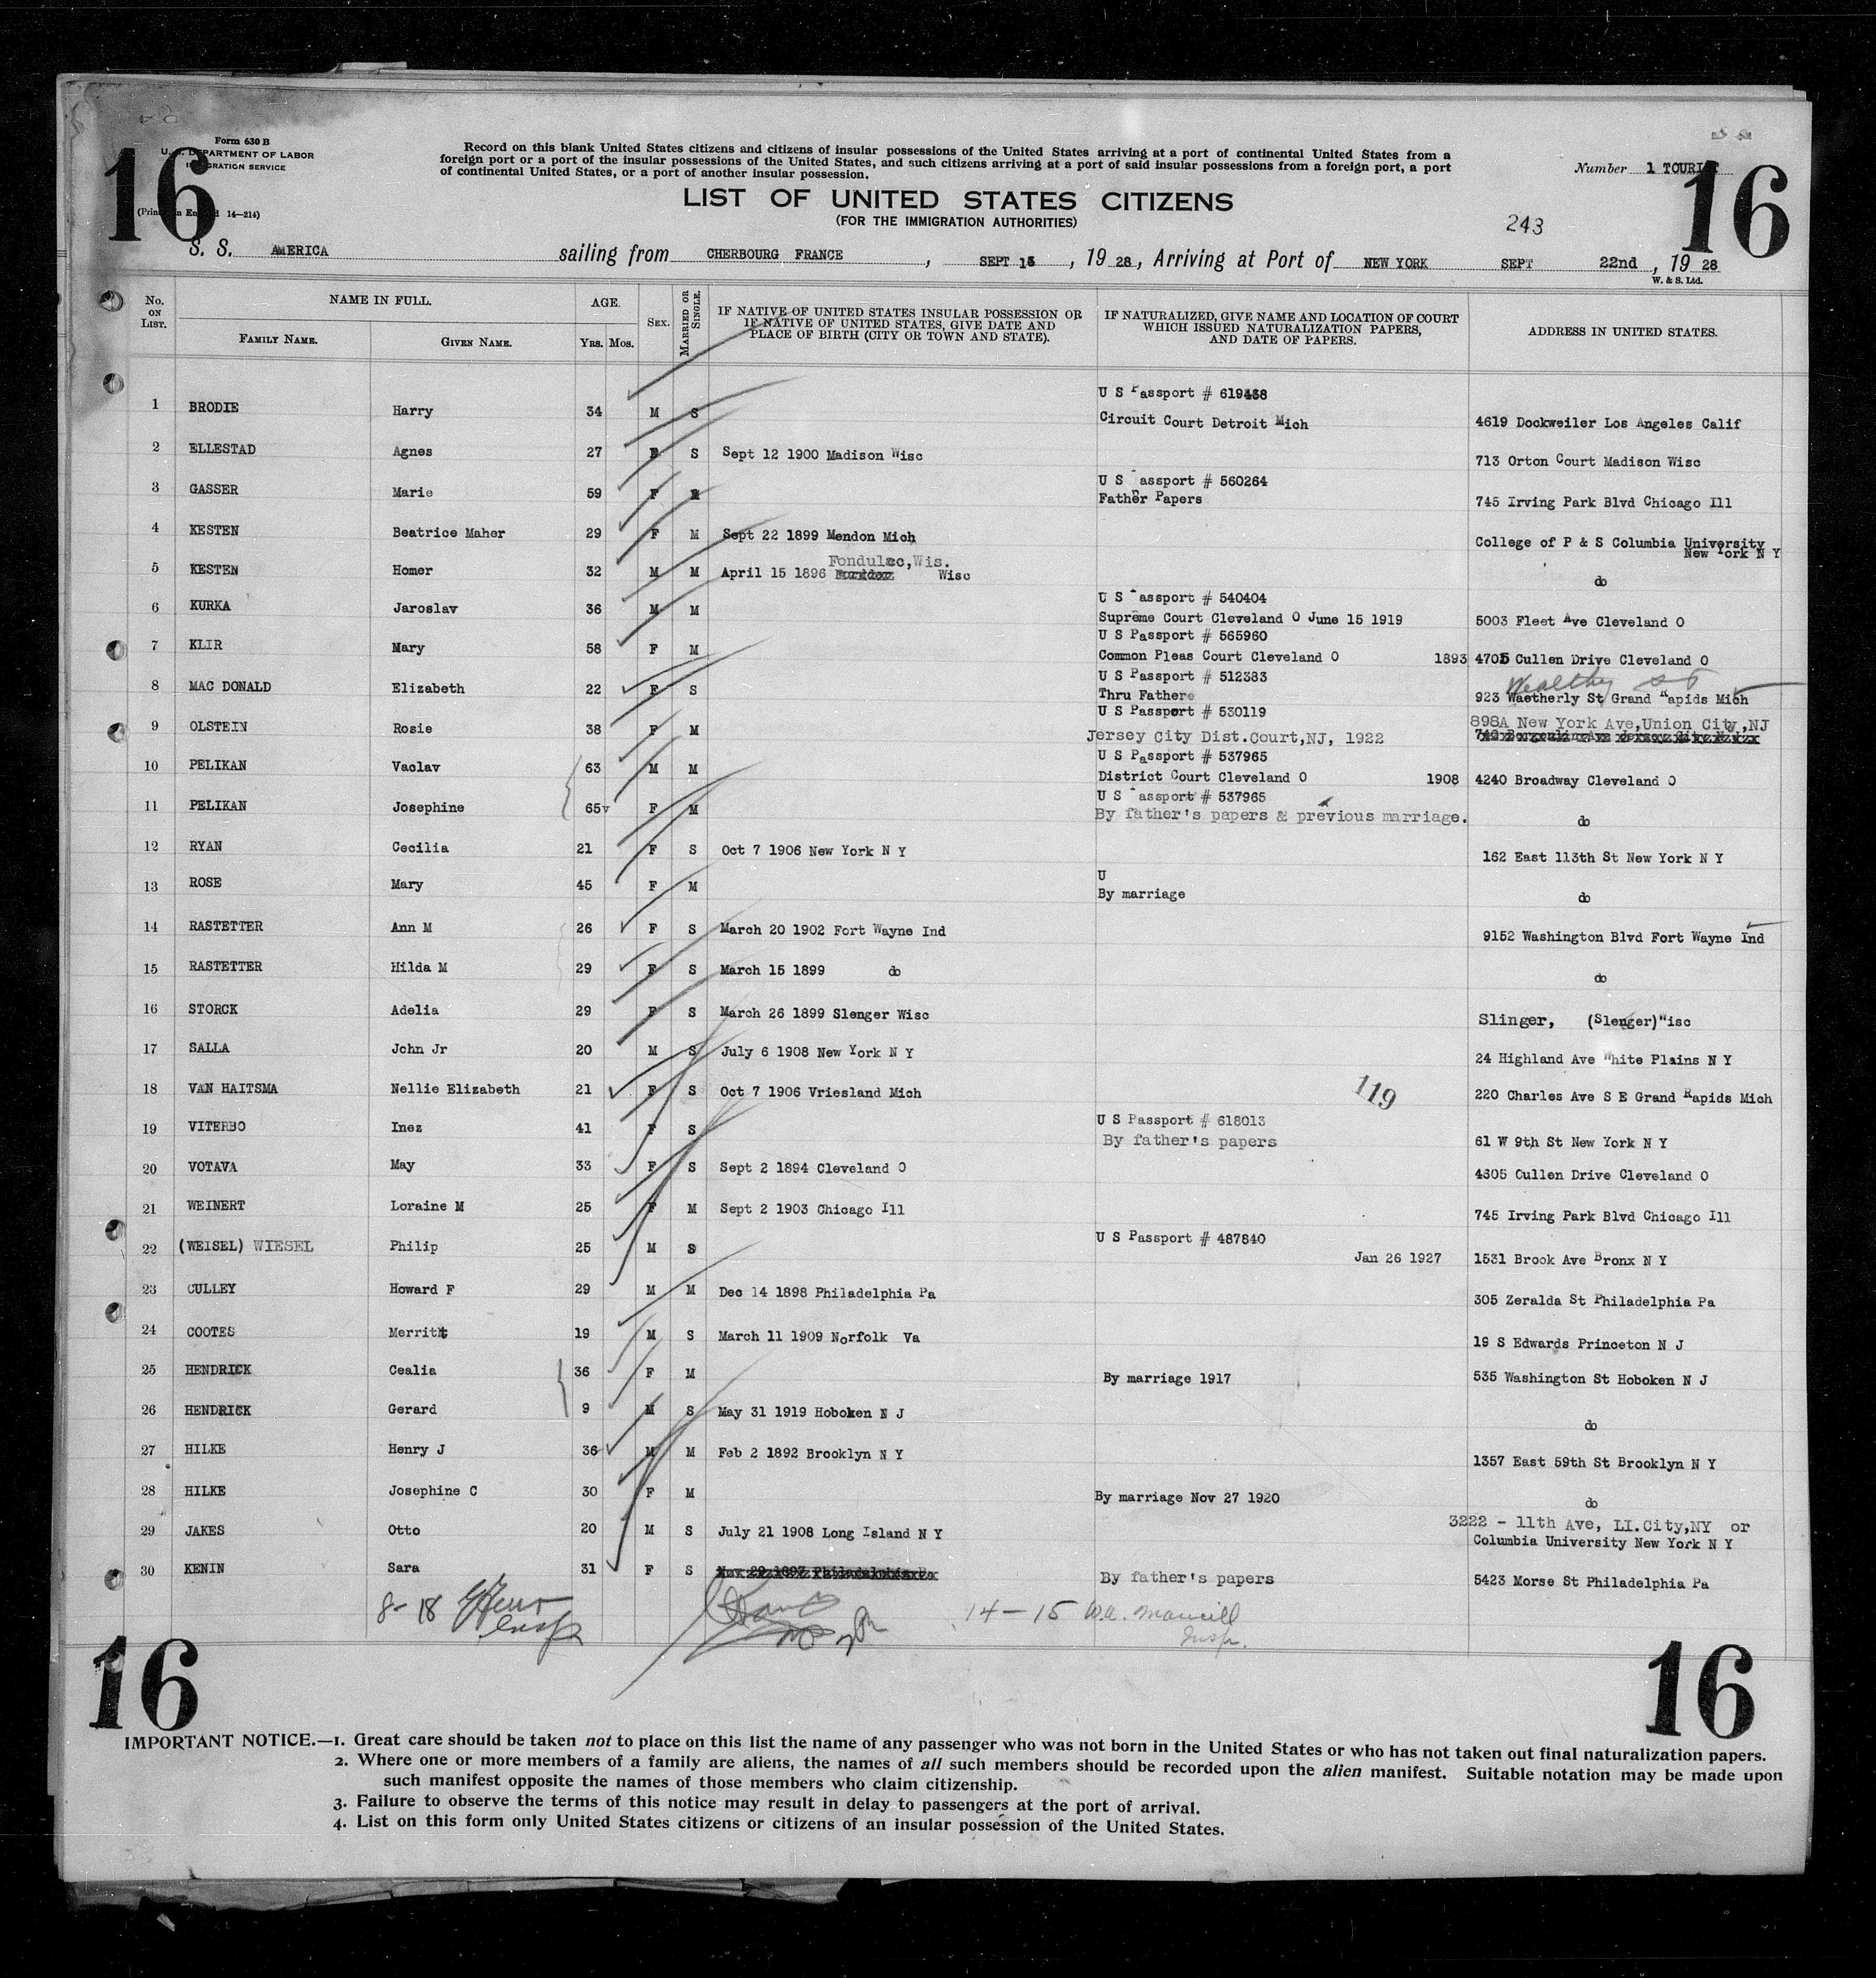 16
Form 630 B
U. S. DEPARTMENT OF LABOR
IMMIGRATION SERVICE
(Printed in England 14—214)
Record on this blank United States citizens and citizens of insular possessions of the United States arriving at a port of continental United States from a
foreign port or a port of the insular possessions of the United States, and such citizens arriving at a port of said insular possessions from a foreign port, a port
of continental United States, or a port of another insular possession.
Number 1 TOURIST
16
LIST OF UNITED STATES CITIZENS
(FOR THE IMMIGRATION AUTHORITIES)
243
S. S. AMERICA sailing from CHERBOURG FRANCE, SEPT 15, 19 28, Arriving at Port of NEW YORK SEPT 22nd, 19 28
W. & S. Ltd.
No. ON LIST. NAME IN FULL. FAMILY NAME. GIVEN NAME. AGE. YRS. MOS. SEX. MARRIED OR SINGLE. IF NATIVE OF UNITED STATES INSULAR POSSESSION OR IF NATIVE OF UNITED STATES, GIVE DATE AND PLACE OF BIRTH (CITY OR TOWN AND STATE). IF NATURALIZED, GIVE NAME AND LOCATION OF COURT WHICH ISSUED NATURALIZATION PAPERS, AND DATE OF PAPERS. ADDRESS IN UNITED STATES.
1 BRODIE Harry 34 M S U S Passport # 619438 Circuit Court Detroit Mich 4619 Dockweiler Los Angeles Calif
2 ELLESTAD Agnes 27 F S Sept 12 1900 Madison Wisc 713 Orton Court Madison Wisc
3 GASSER Marie 59 F M U S Passport # 560264 Father Papers 745 Irving Park Blvd Chicago Ill
4 KESTEN Beatrice Maher 29 F M Sept 22 1899 Mendon Mich College of P & S Columbia University New York N Y
5 KESTEN Homer 32 M M April 15 1896 Fondulac,Wis. Wisc do
6 KURKA Jaroslav 36 M M U S Passport # 540404 Supreme Court Cleveland O June 15 1919 5003 Fleet Ave Cleveland O
7 KLIR Mary 58 F M U S Passport # 565960 Common Pleas Court Cleveland O 1893 4705 Cullen Drive Cleveland O
8 MAC DONALD Elizabeth 22 F S U S Passport # 512383 Thru Fathere Wealthy St 923 Waetherly St Grand Rapids Mich
9 OLSTEIN Rosie 38 F M U S Passport # 530119 Jersey City Dist.Court,NJ, 1922 898A New York Ave,Union City,NJ
10 PELIKAN Vaclav 63 M M U S Passport # 537965 District Court Cleveland O 1908 4240 Broadway Cleveland O
11 PELIKAN Josephine 65 F M U S Passport # 537965 By father's papers & previous marriage. do
12 RYAN Cecilia 21 F S Oct 7 1906 New York N Y 162 East 113th St New York N Y
13 ROSE Mary 45 F M U By marriage do
14 RASTETTER Ann M 26 F S March 20 1902 Fort Wayne Ind 9152 Washington Blvd Fort Wayne Ind
15 RASTETTER Hilda M 29 F S March 15 1899 do do
16 STORCK Adelia 29 F S March 26 1899 Slenger Wisc Slinger, (Slenger) Wisc
17 SALLA John Jr 20 M S July 6 1908 New York N Y 24 Highland Ave White Plains N Y
18 VAN HAITSMA Nellie Elizabeth 21 F S Oct 7 1906 Vriesland Mich 119 220 Charles Ave S E Grand Rapids Mich
19 VITERBO Inez 41 F S U S Passport # 618013 By father's papers 61 W 9th St New York N Y
20 VOTAVA May 33 F S Sept 2 1894 Cleveland O 4305 Cullen Drive Cleveland O
21 WEINERT Loraine M 25 F M Sept 2 1903 Chicago Ill 745 Irving Park Blvd Chicago Ill
22 (WEISEL) WIESEL Philip 25 M S U S Passport # 487840 Jan 26 1927 1531 Brook Ave Bronx N Y
23 CULLEY Howard F 29 M M Dec 14 1898 Philadelphia Pa 305 Zeralda St Philadelphia Pa
24 COOTES Merritt 19 M S March 11 1909 Norfolk Va 19 S Edwards Princeton N J
25 HENDRICK Cealia 36 F M By marriage 1917 535 Washington St Hoboken N J
26 HENDRICK Gerard 9 M S May 31 1919 Hoboken N J do
27 HILKE Henry J 36 M M Feb 2 1892 Brooklyn N Y 1357 East 59th St Brooklyn N Y
28 HILKE Josephine C 30 F M By marriage Nov 27 1920 do
29 JAKES Otto 20 M S July 21 1908 Long Island N Y 3222 - 11th Ave, LI.City,NY or Columbia University New York N Y
30 KENIN Sara 31 F S By father's papers 5423 Morse St Philadelphia Pa
8- 18
Insp
14 — 15 W.A.
Insp.
16
16
IMPORTANT NOTICE.—1. Great care should be taken not to place on this list the name of any passenger who was not born in the United States or who has not taken out final naturalization papers.
2. Where one or more members of a family are aliens, the names of all such members should be recorded upon the alien manifest. Suitable notation may be made upon
such manifest opposite the names of those members who claim citizenship.
3. Failure to observe the terms of this notice may result in delay to passengers at the port of arrival.
4. List on this form only United States citizens or citizens of an insular possession of the United States.